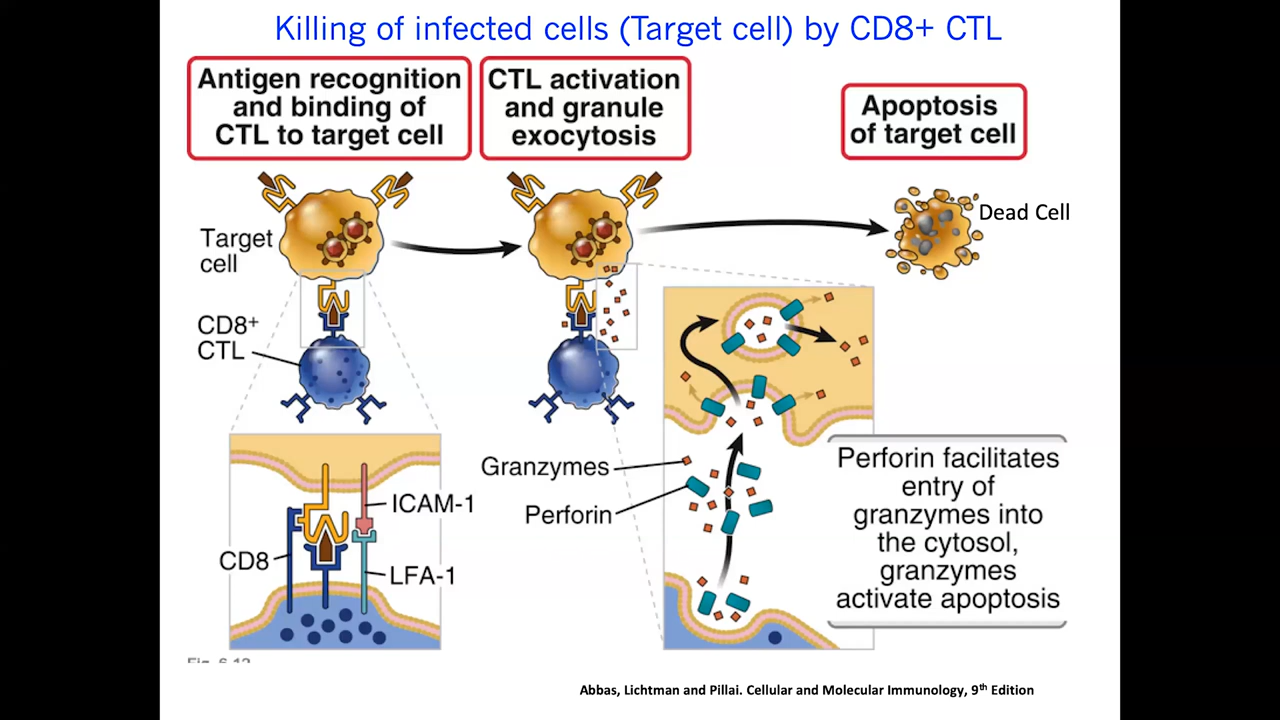 Killing of infected cells (Target cell) by CD8+ CTL
Antigen recognition
and binding of
CTL to target cell
CTL activation
and granule
exocytosis
Apoptosis
of target cell
Dead Cell
Target
cell
CD8⁺
CTL
Granzymes
Perforin
ICAM-1
CD8
LFA-1
Perforin facilitates
entry of
granzymes into
the cytosol,
granzymes
activate apoptosis
Abbas, Lichtman and Pillai. Cellular and Molecular Immunology, 9th Edition